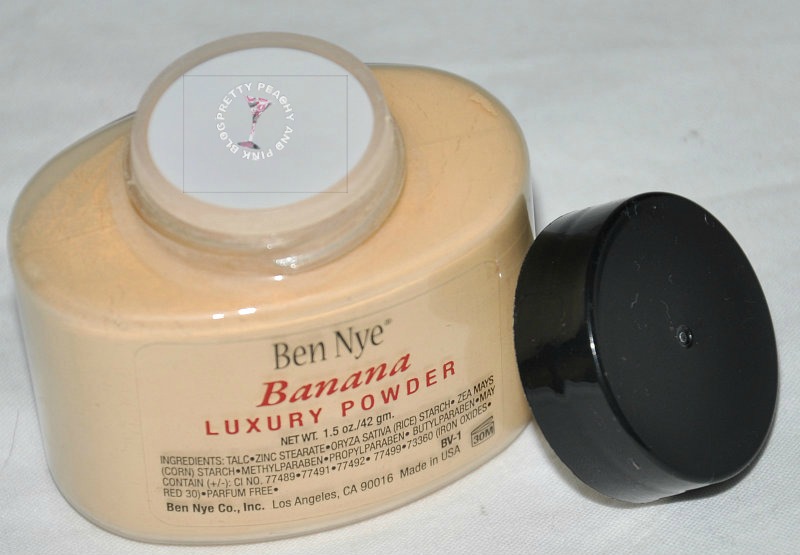 PRETTY PEACHY AND PINK BLOG
Ben Nye®
Banana
LUXURY POWDER
NET WT. 1.5 oz./42 gm.
INGREDIENTS: TALC•ZINC STEARATE•ORYZA SATIVA (RICE) STARCH• ZEA MAYS
(CORN) STARCH•METHYLPARABEN•PROPYLPARABEN• BUTYLPARABEN•MAY
CONTAIN (+/-): CI NO. 77489•77491•77492• 77499•73360 (IRON OXIDES•
RED 30)•PARFUM FREE•
BV-1
30M
Ben Nye Co., Inc. Los Angeles, CA 90016 Made in USA